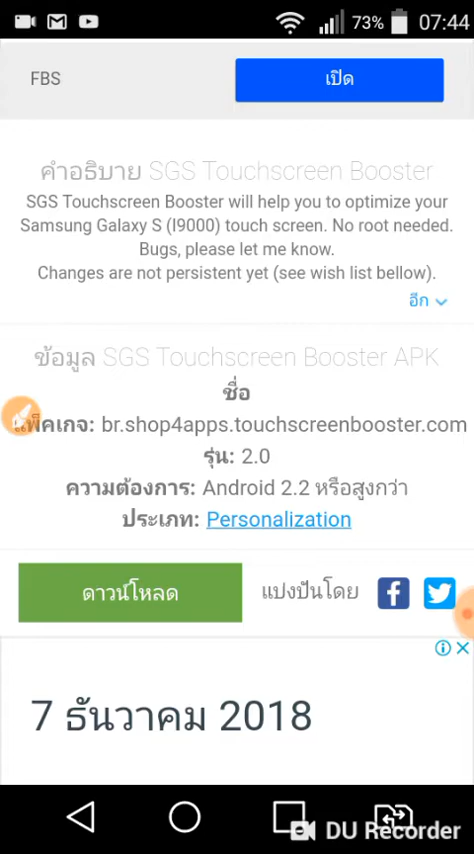 73% 07:44
FBS เปิด
คำอธิบาย SGS Touchscreen Booster
SGS Touchscreen Booster will help you to optimize your
Samsung Galaxy S (I9000) touch screen. No root needed.
Bugs, please let me know.
Changes are not persistent yet (see wish list bellow).
อีก
ข้อมูล SGS Touchscreen Booster APK
ชื่อ
แพ็คเกจ: br.shop4apps.touchscreenbooster.com
รุ่น: 2.0
ความต้องการ: Android 2.2 หรือสูงกว่า
ประเภท: Personalization
ดาวน์โหลด แบ่งปันโดย
7 ธันวาคม 2018
DU Recorder